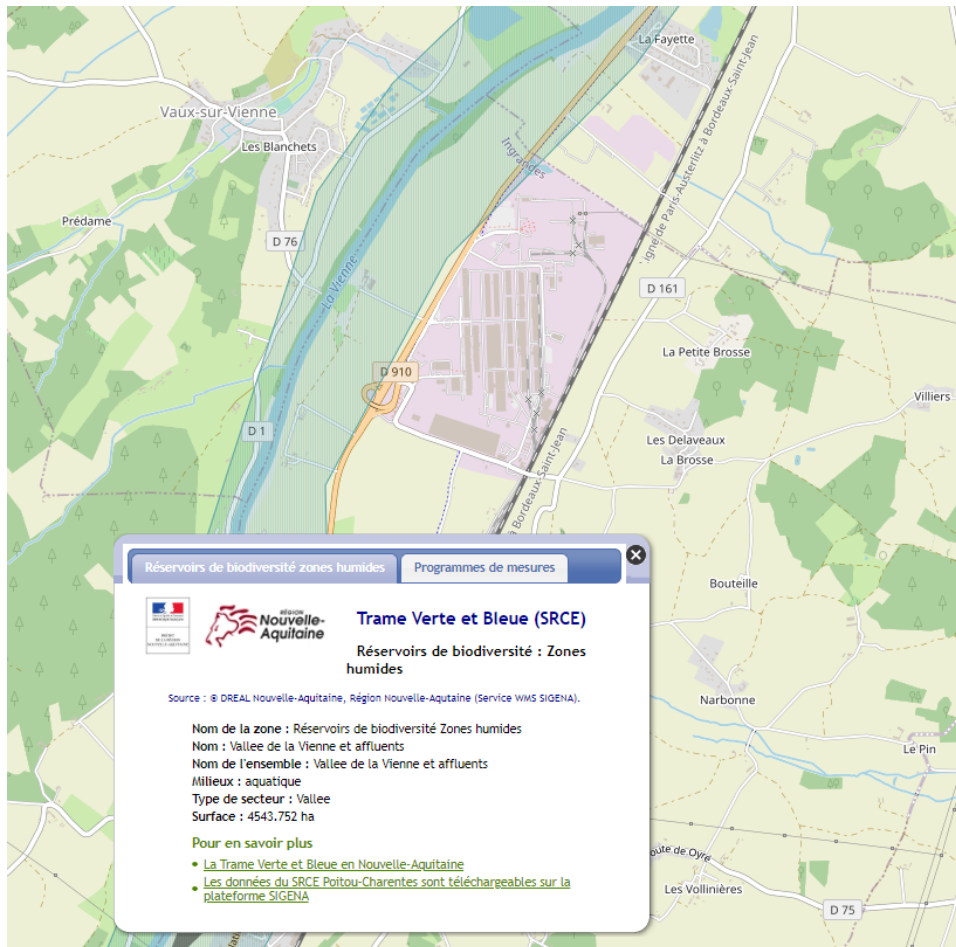 La Fayette
Vaux-sur-Vienne
Les Blanchets
Ingrandes
Prédame
D 76
La Vienne
Ligne de Paris-Austerlitz à Bordeaux-Saint-Jean
D 161
La Petite Brosse
D 910
Villiers
D 1
Les Delaveaux
La Brosse
à Bordeaux-Saint-Jean
Réservoirs de biodiversité zones humides
Programmes de mesures
Bouteille
RÉGION
Nouvelle-
Aquitaine
Trame Verte et Bleue (SRCE)
Réservoirs de biodiversité : Zones
humides
Source : © DREAL Nouvelle-Aquitaine, Région Nouvelle-Aqutaine (Service WMS SIGENA).
Narbonne
Nom de la zone : Réservoirs de biodiversité Zones humides
Nom : Vallee de la Vienne et affluents
Nom de l'ensemble : Vallee de la Vienne et affluents
Milieux : aquatique
Type de secteur : Vallee
Surface : 4543.752 ha
Le Pin
Pour en savoir plus
• La Trame Verte et Bleue en Nouvelle-Aquitaine
• Les données du SRCE Poitou-Charentes sont téléchargeables sur la
plateforme SIGENA
oute de Oyré
Les Vollinières
D 75